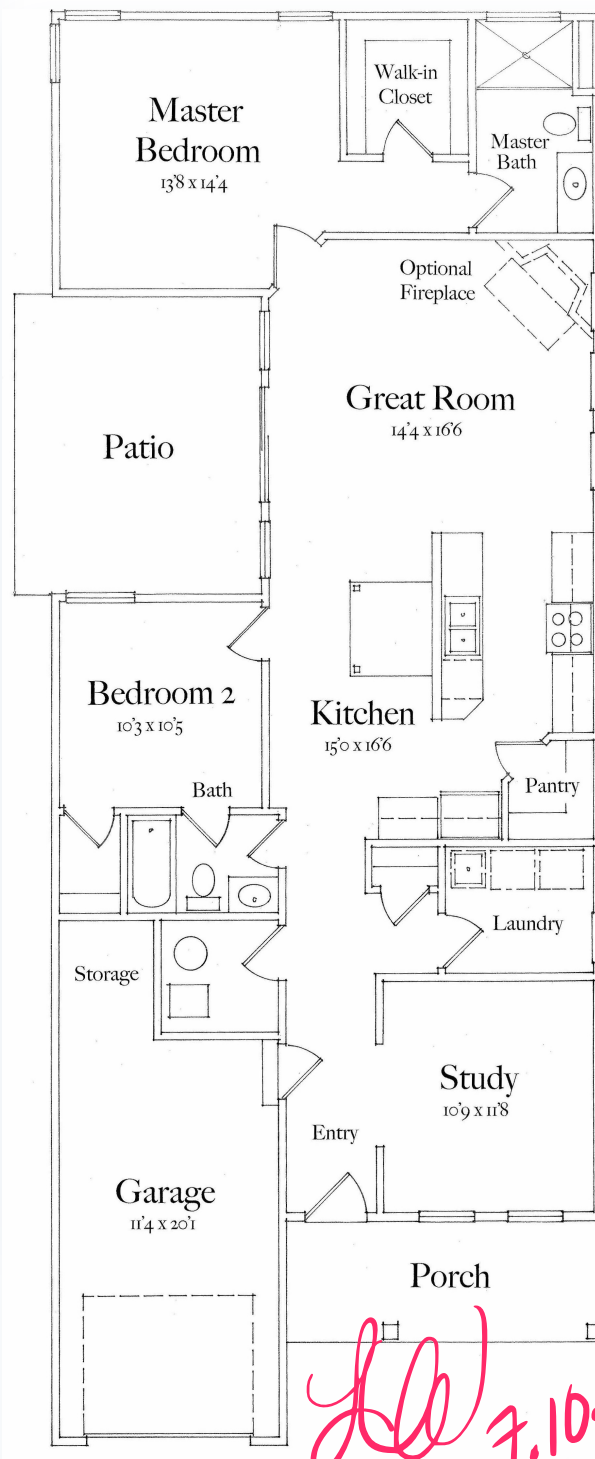 Walk-in
Closet
Master
Bedroom
13'8 x 14'4
Master
Bath
Optional
Fireplace
Great Room
14'4 x 16'6
Patio
Bedroom 2
10'3 x 10'5
Kitchen
15'0 x 16'6
Bath
Pantry
Laundry
Storage
Study
10'9 x 11'8
Entry
Garage
11'4 x 20'1
Porch
7.10